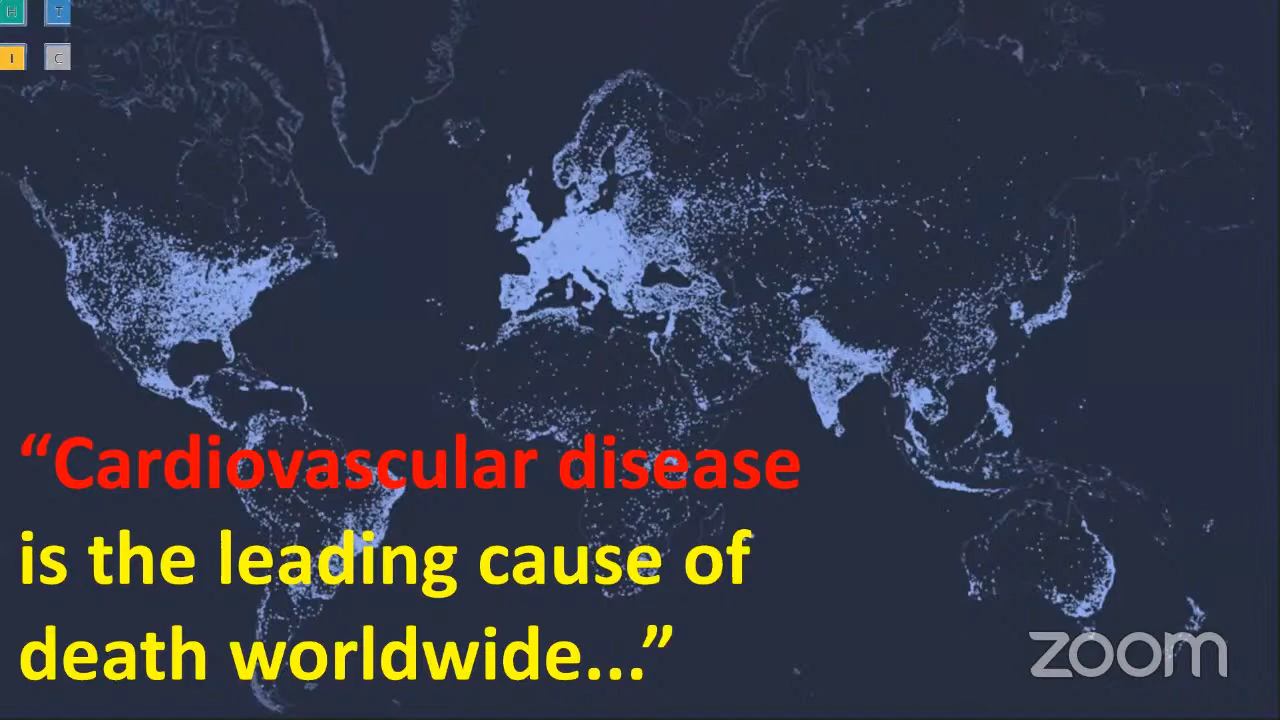 H T
I C
“Cardiovascular disease
is the leading cause of
death worldwide...”
zoom